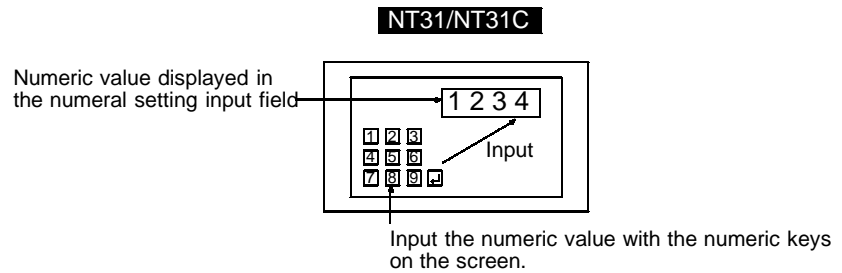 NT31/NT31C
Numeric value displayed in
the numeral setting input field
1 2 3 4
1 2 3
4 5 6
7 8 9 ↵
Input
Input the numeric value with the numeric keys
on the screen.